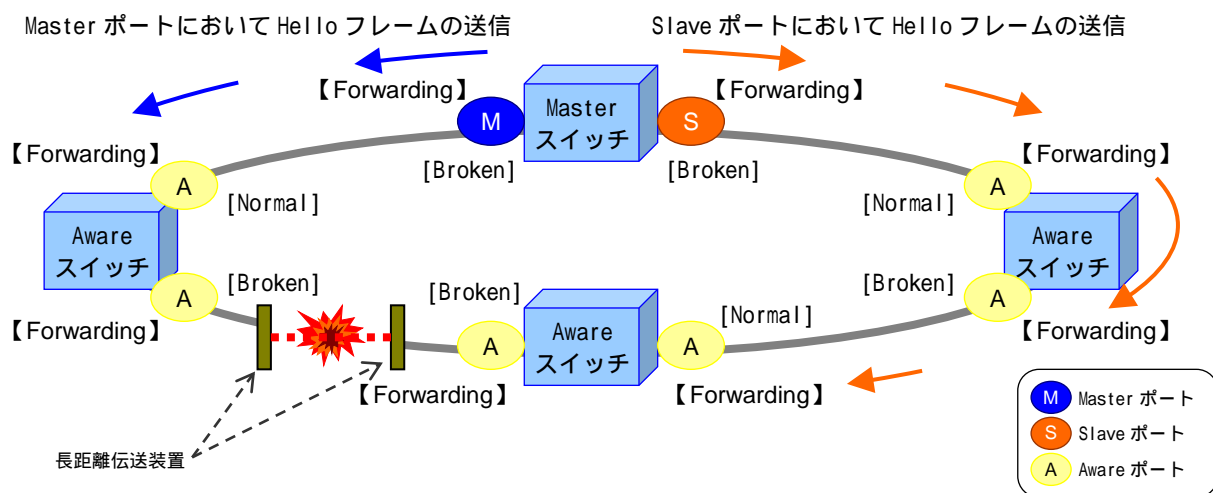 Master ポートにおいて Hello フレームの送信
Slave ポートにおいて Hello フレームの送信
【Forwarding】
【Forwarding】
M
Master
スイッチ
S
[Broken]
[Broken]
【Forwarding】
A
[Normal]
Aware
スイッチ
A
[Broken]
【Forwarding】
【Forwarding】
A
[Normal]
Aware
スイッチ
[Broken]
A
【Forwarding】
[Broken]
A
Aware
スイッチ
A
[Normal]
【Forwarding】
【Forwarding】
長距離伝送装置
M Master ポート
S Slave ポート
A Aware ポート